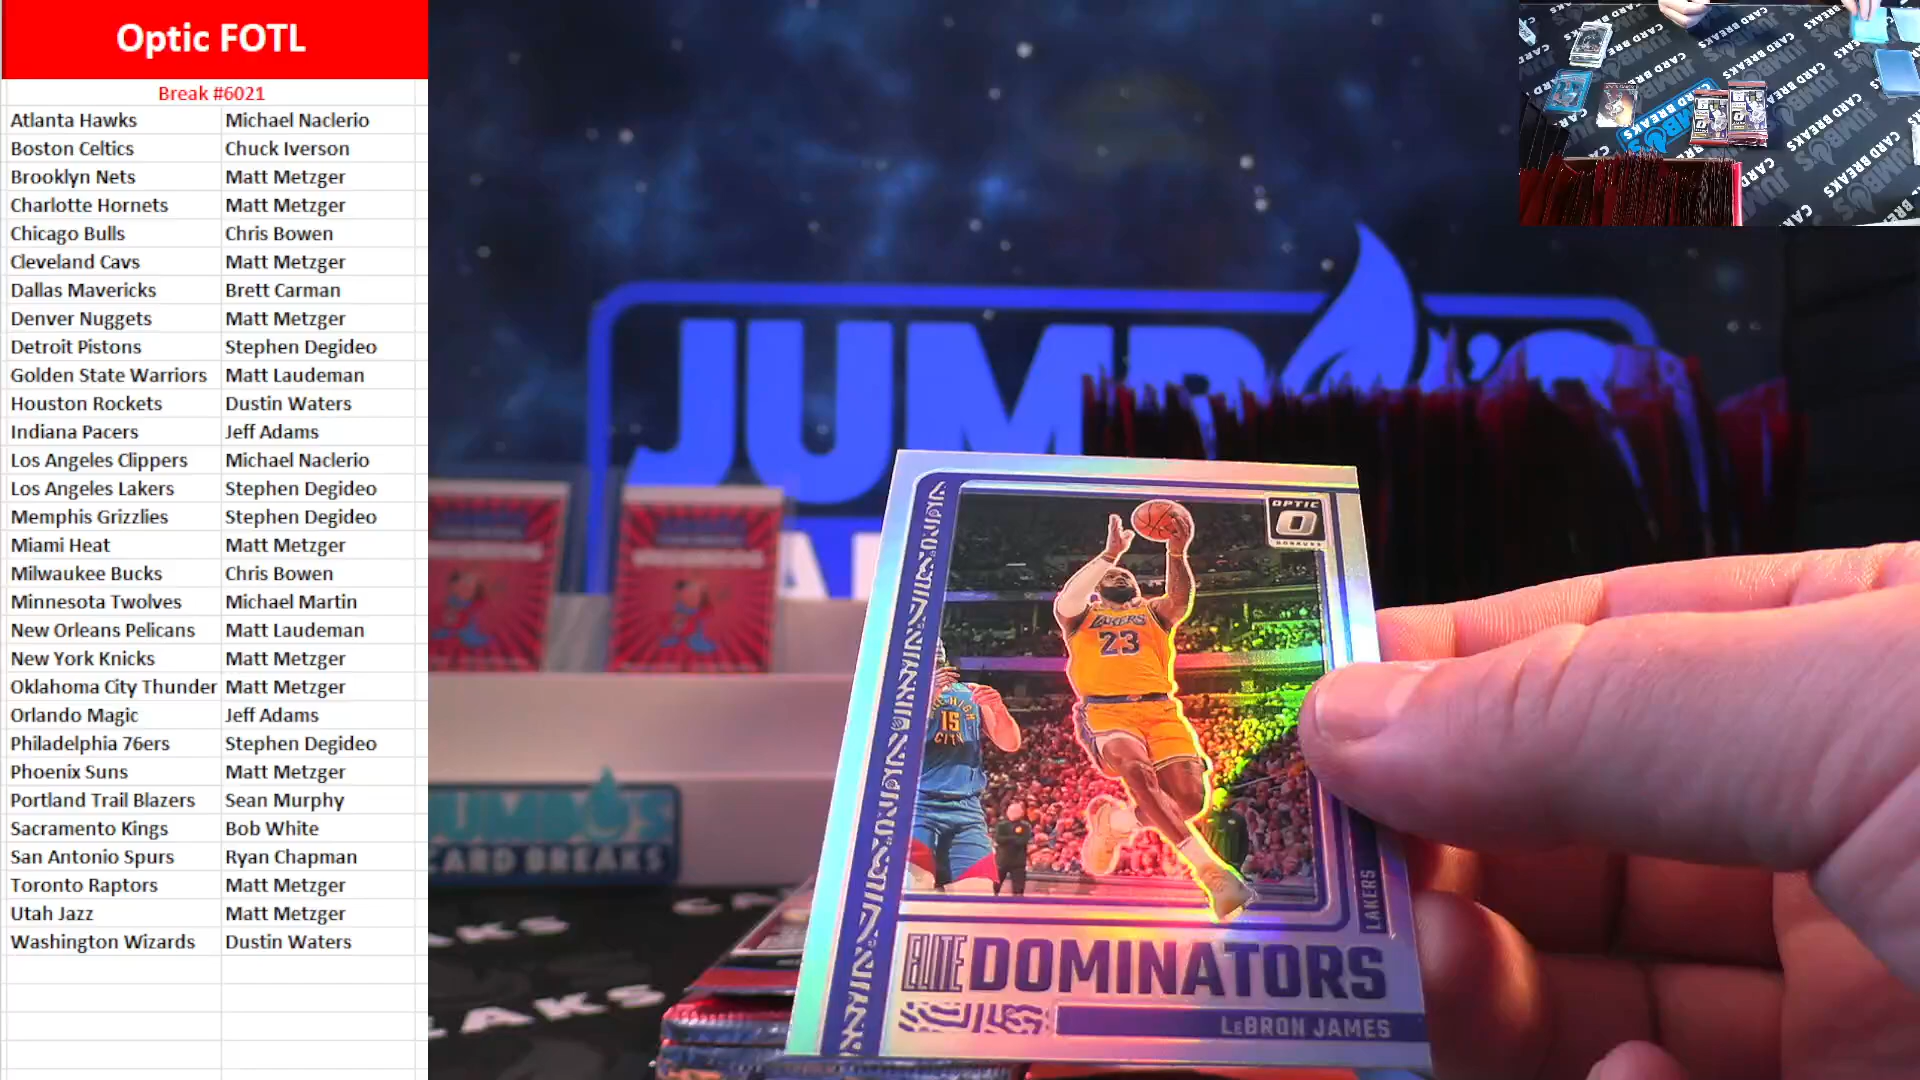 Optic FOTL
Break #6021
Atlanta Hawks Michael Naclerio
Boston Celtics Chuck Iverson
Brooklyn Nets Matt Metzger
Charlotte Hornets Matt Metzger
Chicago Bulls Chris Bowen
Cleveland Cavs Matt Metzger
Dallas Mavericks Brett Carman
Denver Nuggets Matt Metzger
Detroit Pistons Stephen Degideo
Golden State Warriors Matt Laudeman
Houston Rockets Dustin Waters
Indiana Pacers Jeff Adams
Los Angeles Clippers Michael Naclerio
Los Angeles Lakers Stephen Degideo
Memphis Grizzlies Stephen Degideo
Miami Heat Matt Metzger
Milwaukee Bucks Chris Bowen
Minnesota Twolves Michael Martin
New Orleans Pelicans Matt Laudeman
New York Knicks Matt Metzger
Oklahoma City Thunder Matt Metzger
Orlando Magic Jeff Adams
Philadelphia 76ers Stephen Degideo
Phoenix Suns Matt Metzger
Portland Trail Blazers Sean Murphy
Sacramento Kings Bob White
San Antonio Spurs Ryan Chapman
Toronto Raptors Matt Metzger
Utah Jazz Matt Metzger
Washington Wizards Dustin Waters
CARD BREAKS
OPTIC
DONRUSS
LAKERS
23
15
CITY
LAKERS
ELITE DOMINATORS
LEBRON JAMES
CARD BREAKS